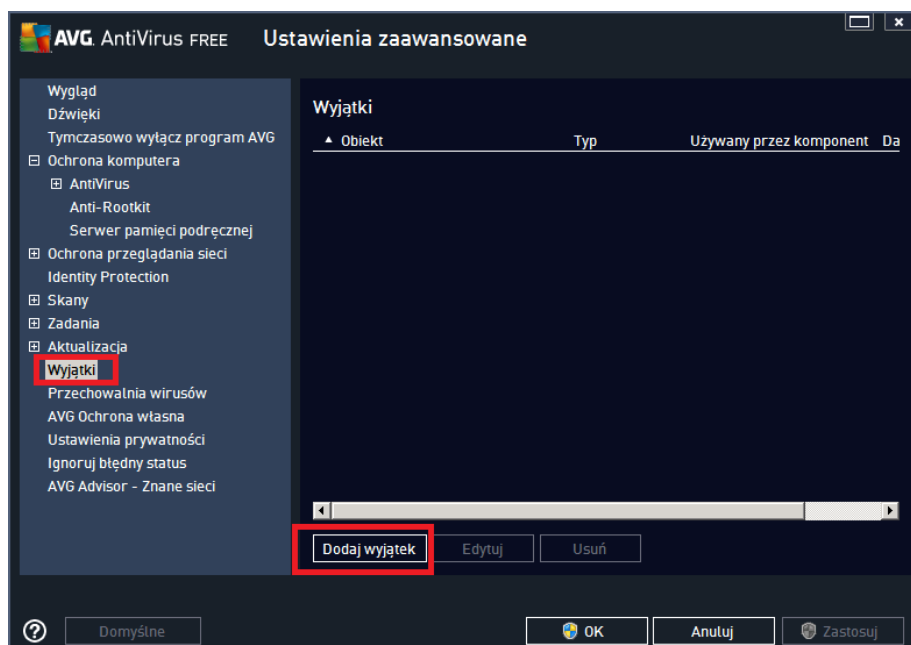 AVG. AntiVirus FREE Ustawienia zaawansowane
Wygląd
Dźwięki
Tymczasowo wyłącz program AVG
Ochrona komputera
AntiVirus
Anti-Rootkit
Serwer pamięci podręcznej
Ochrona przeglądania sieci
Identity Protection
Skany
Zadania
Aktualizacja
Wyjątki
Przechowalnia wirusów
AVG Ochrona własna
Ustawienia prywatności
Ignoruj błędny status
AVG Advisor - Znane sieci
Wyjątki
Obiekt Typ Używany przez komponent Da
Dodaj wyjątek Edytuj Usuń
? Domyślne OK Anuluj Zastosuj